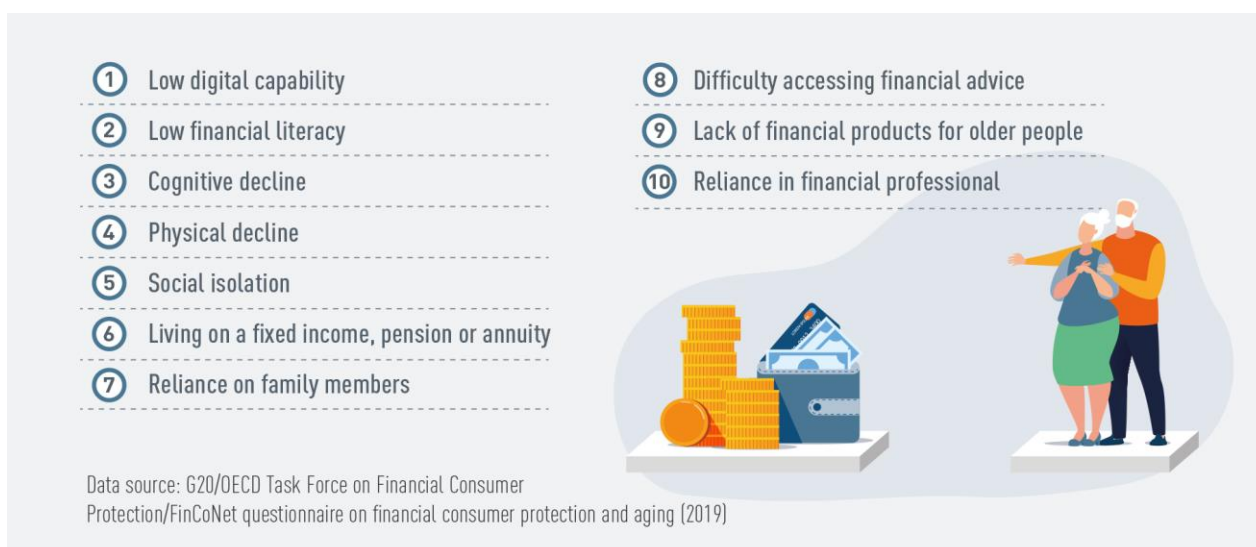 1 Low digital capability
2 Low financial literacy
3 Cognitive decline
4 Physical decline
5 Social isolation
6 Living on a fixed income, pension or annuity
7 Reliance on family members
8 Difficulty accessing financial advice
9 Lack of financial products for older people
10 Reliance in financial professional
Data source: G20/OECD Task Force on Financial Consumer
Protection/FinCoNet questionnaire on financial consumer protection and aging (2019)